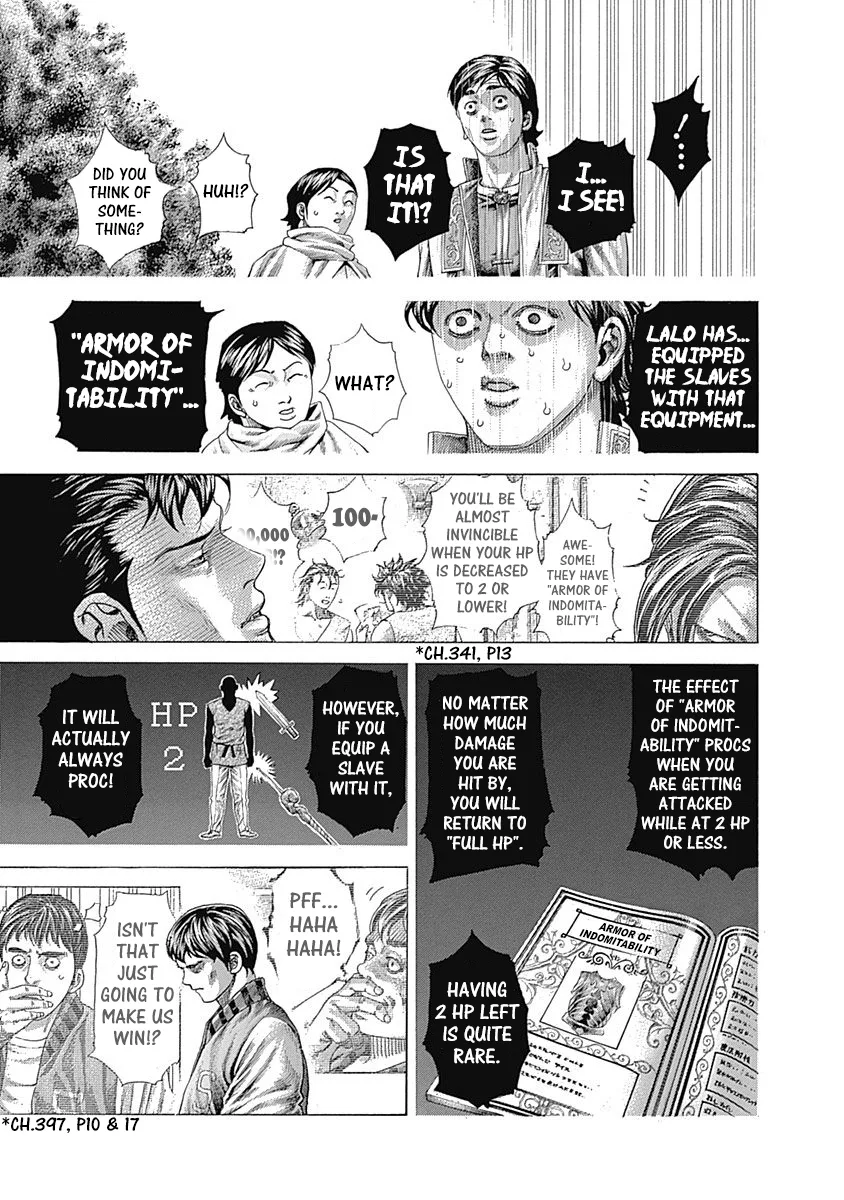 !...
I...
I SEE!
IS
THAT
IT!?
HUH!?
DID YOU
THINK OF
SOME-
THING?
LALO HAS...
EQUIPPED
THE SLAVES
WITH THAT
EQUIPMENT...
WHAT?
"ARMOR OF
INDOMI-
TABILITY"...
AWE-
SOME!
THEY HAVE
"ARMOR OF
INDOMITA-
BILITY"!
YOU'LL BE
ALMOST
INVINCIBLE
WHEN YOUR HP
IS DECREASED
TO 2 OR
LOWER!
100-
0,000
!?
*CH.341, P13
THE EFFECT
OF "ARMOR
OF INDOMIT-
ABILITY" PROCS
WHEN YOU
ARE GETTING
ATTACKED
WHILE AT 2 HP
OR LESS.
NO MATTER
HOW MUCH
DAMAGE
YOU ARE
HIT BY,
YOU WILL
RETURN TO
"FULL HP".
ARMOR OF
INDOMITABILITY
HAVING
2 HP LEFT
IS QUITE
RARE.
HOWEVER,
IF YOU
EQUIP A
SLAVE
WITH IT,
HP
2
IT WILL
ACTUALLY
ALWAYS
PROC!
PFF...
HAHA
HAHA!
ISN'T
THAT
JUST
GOING TO
MAKE US
WIN!?
*CH.397, P10 & 17